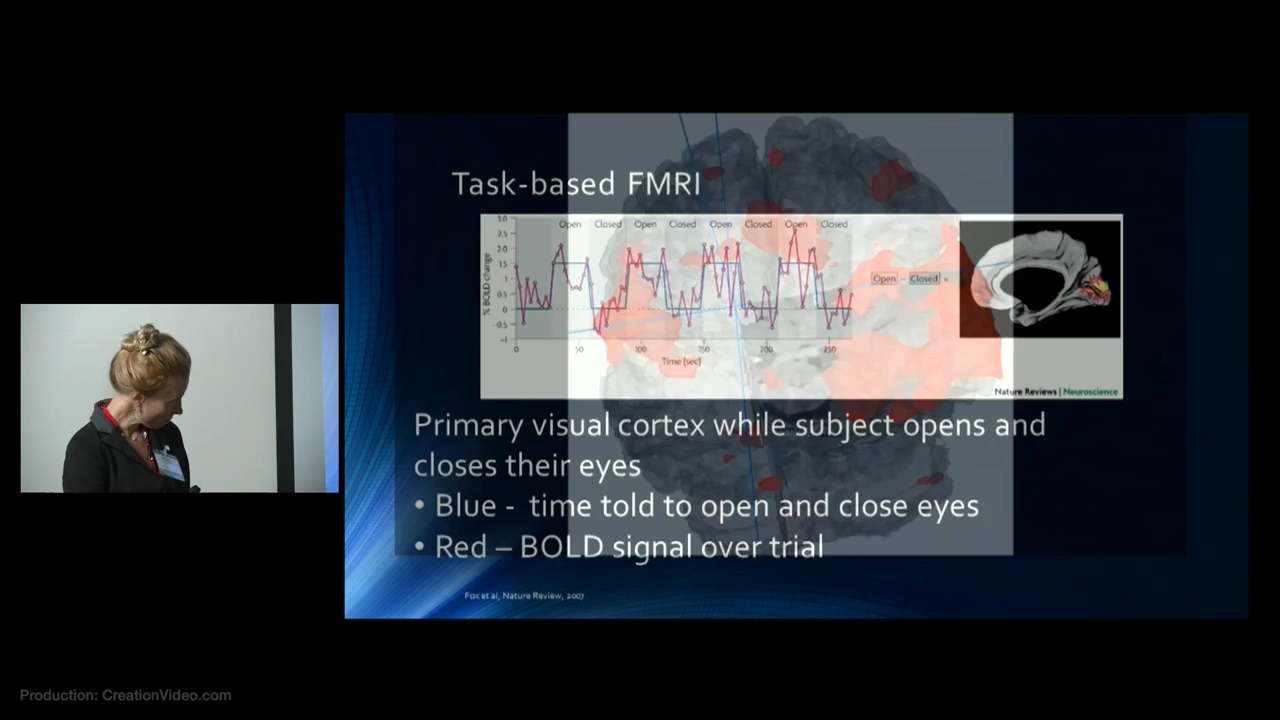 Task-based FMRI
3.0 Open Closed Open Closed Open Closed Open Closed
2.5
2.0
1.5
1
0.5
0
−0.5
−1
% BOLD change
0 50 100 150 200 250
Time (sec)
Open − Closed =
Nature Reviews | Neuroscience
Primary visual cortex while subject opens and
closes their eyes
• Blue - time told to open and close eyes
• Red – BOLD signal over trial
Fox et al, Nature Review, 2007
Production: CreationVideo.com